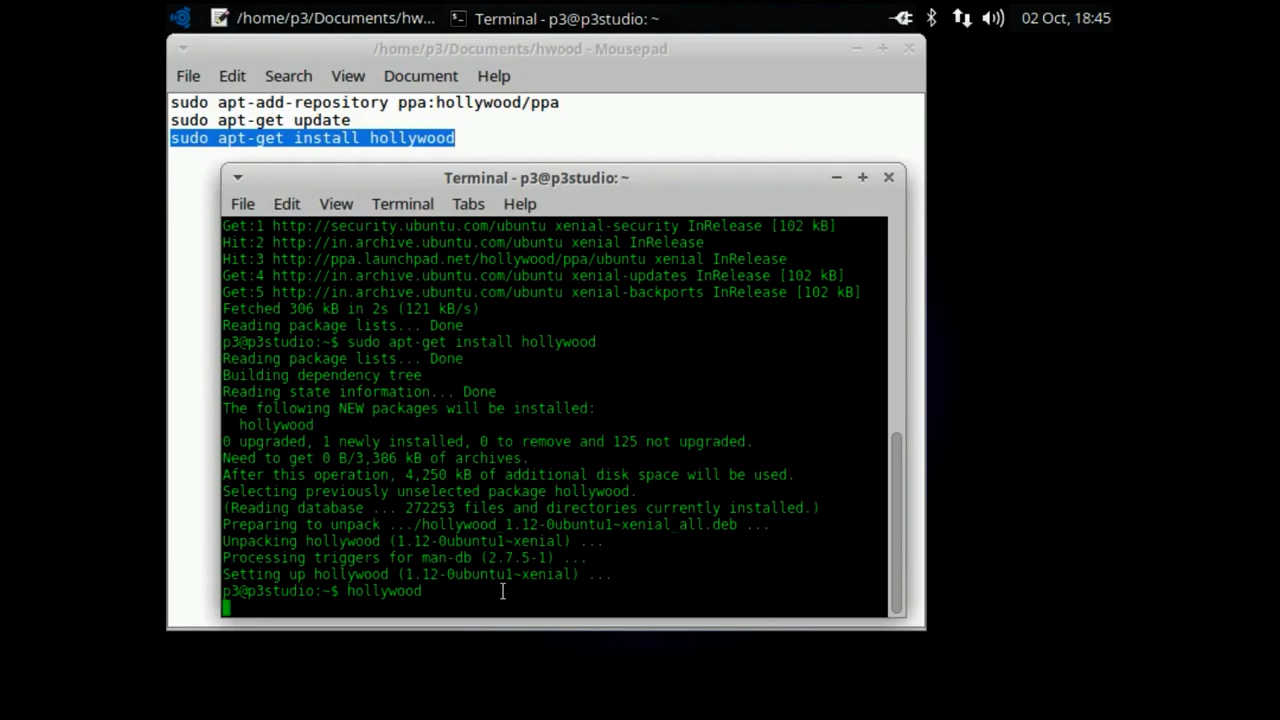 /home/p3/Documents/hw... Terminal - p3@p3studio: ~ 02 Oct, 18:45
/home/p3/Documents/hwood - Mousepad
File Edit Search View Document Help
sudo apt-add-repository ppa:hollywood/ppa
sudo apt-get update
sudo apt-get install hollywood
Terminal - p3@p3studio: ~
File Edit View Terminal Tabs Help
Get:1 http://security.ubuntu.com/ubuntu xenial-security InRelease [102 kB]
Hit:2 http://in.archive.ubuntu.com/ubuntu xenial InRelease
Hit:3 http://ppa.launchpad.net/hollywood/ppa/ubuntu xenial InRelease
Get:4 http://in.archive.ubuntu.com/ubuntu xenial-updates InRelease [102 kB]
Get:5 http://in.archive.ubuntu.com/ubuntu xenial-backports InRelease [102 kB]
Fetched 306 kB in 2s (121 kB/s)
Reading package lists... Done
p3@p3studio:~$ sudo apt-get install hollywood
Reading package lists... Done
Building dependency tree
Reading state information... Done
The following NEW packages will be installed:
  hollywood
0 upgraded, 1 newly installed, 0 to remove and 125 not upgraded.
Need to get 0 B/3,386 kB of archives.
After this operation, 4,250 kB of additional disk space will be used.
Selecting previously unselected package hollywood.
(Reading database ... 272253 files and directories currently installed.)
Preparing to unpack .../hollywood_1.12-0ubuntu1~xenial_all.deb ...
Unpacking hollywood (1.12-0ubuntu1~xenial) ...
Processing triggers for man-db (2.7.5-1) ...
Setting up hollywood (1.12-0ubuntu1~xenial) ...
p3@p3studio:~$ hollywood